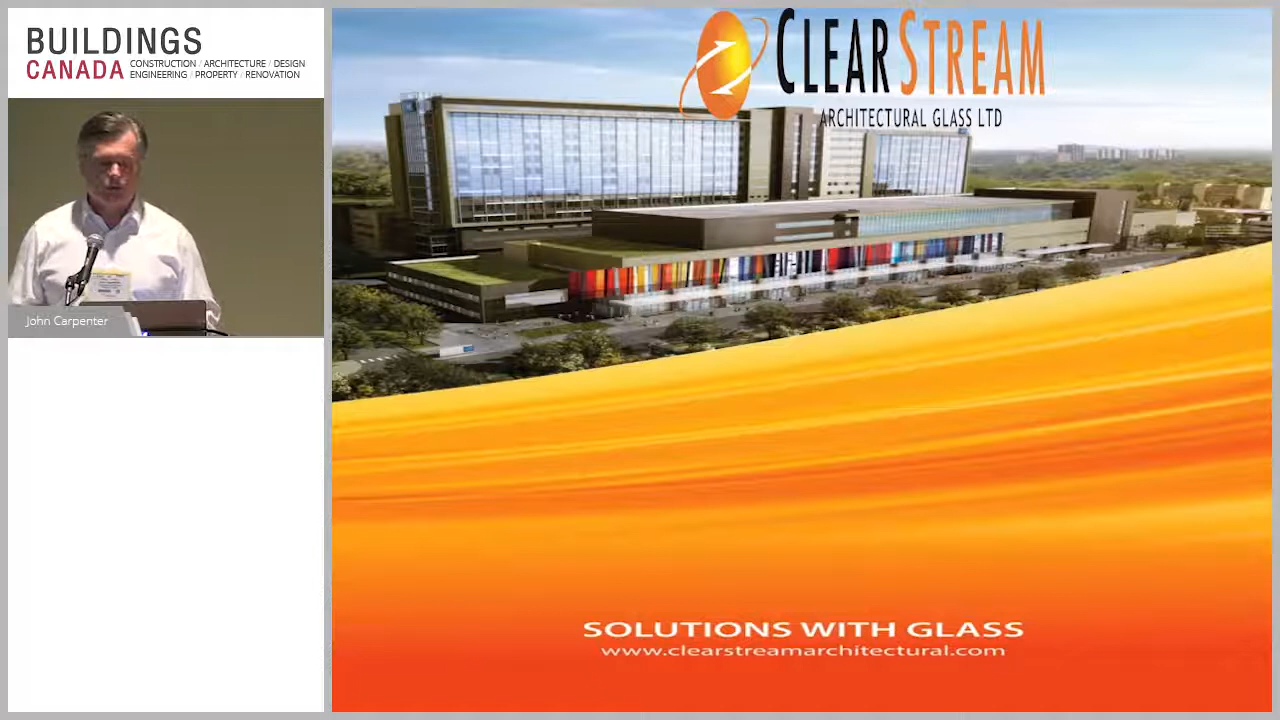 BUILDINGS
CANADA CONSTRUCTION / ARCHITECTURE / DESIGN
ENGINEERING / PROPERTY / RENOVATION
John Carpenter
CLEARSTREAM
ARCHITECTURAL GLASS LTD
SOLUTIONS WITH GLASS
www.clearstreamarchitectural.com